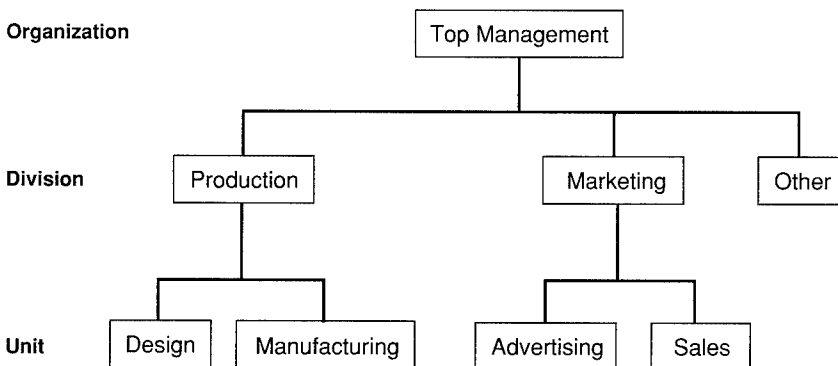 Organization
Top Management
Division
Production
Marketing
Other
Unit
Design
Manufacturing
Advertising
Sales